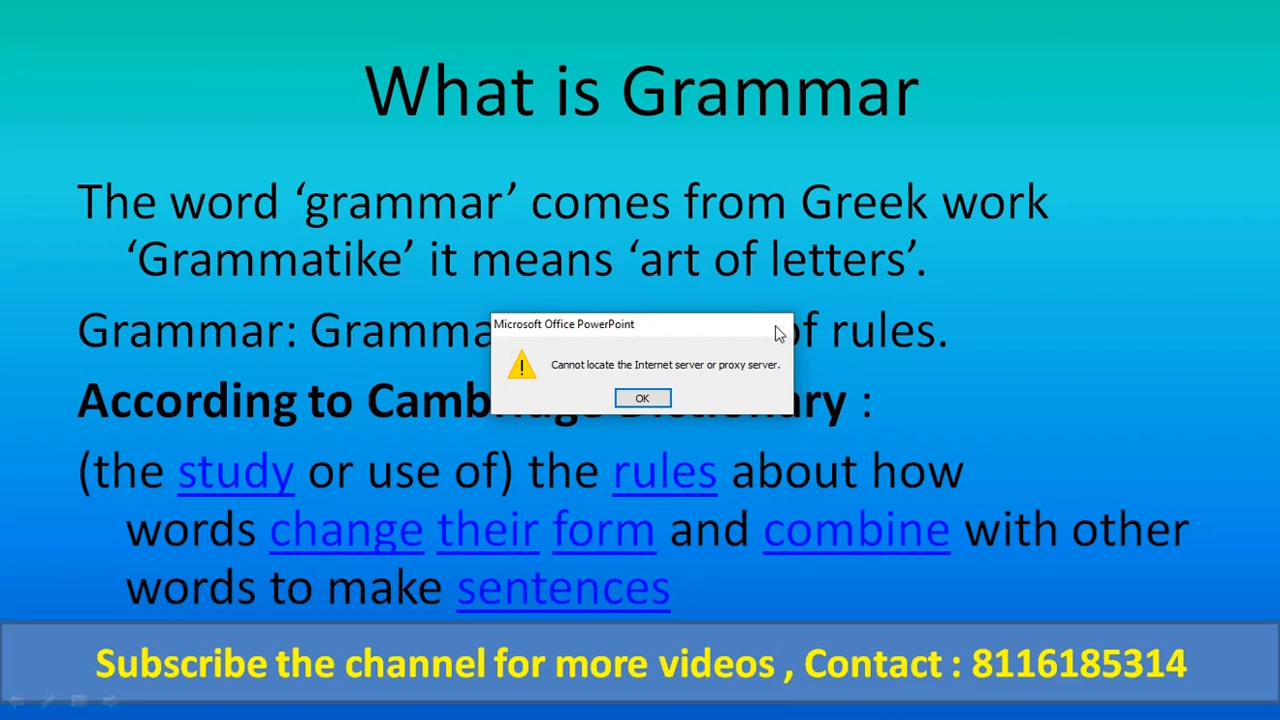 What is Grammar
The word ‘grammar’ comes from Greek work
‘Grammatike’ it means ‘art of letters’.
Grammar: Gramma of rules.
Microsoft Office PowerPoint
Cannot locate the Internet server or proxy server.
OK
According to Cambridge Dictionary :
(the study or use of) the rules about how
words change their form and combine with other
words to make sentences
Subscribe the channel for more videos , Contact : 8116185314